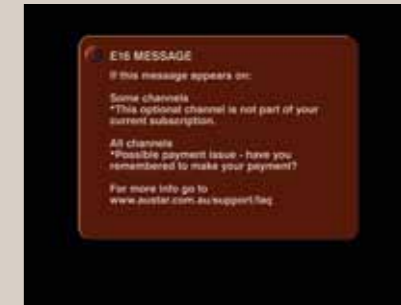 E16 MESSAGE
If this message appears on:
Some channels
*This optional channel is not part of your
current subscription.
All channels
*Possible payment issue - have you
remembered to make your payment?
For more info go to
www.austar.com.au/support/faq